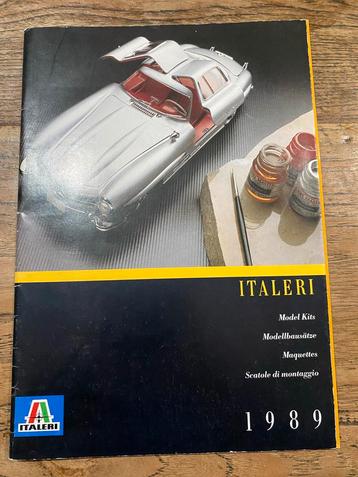 ITALERI
Model Kits
Modellbausätze
Maquettes
Scatole di montaggio
1989
ITALERI